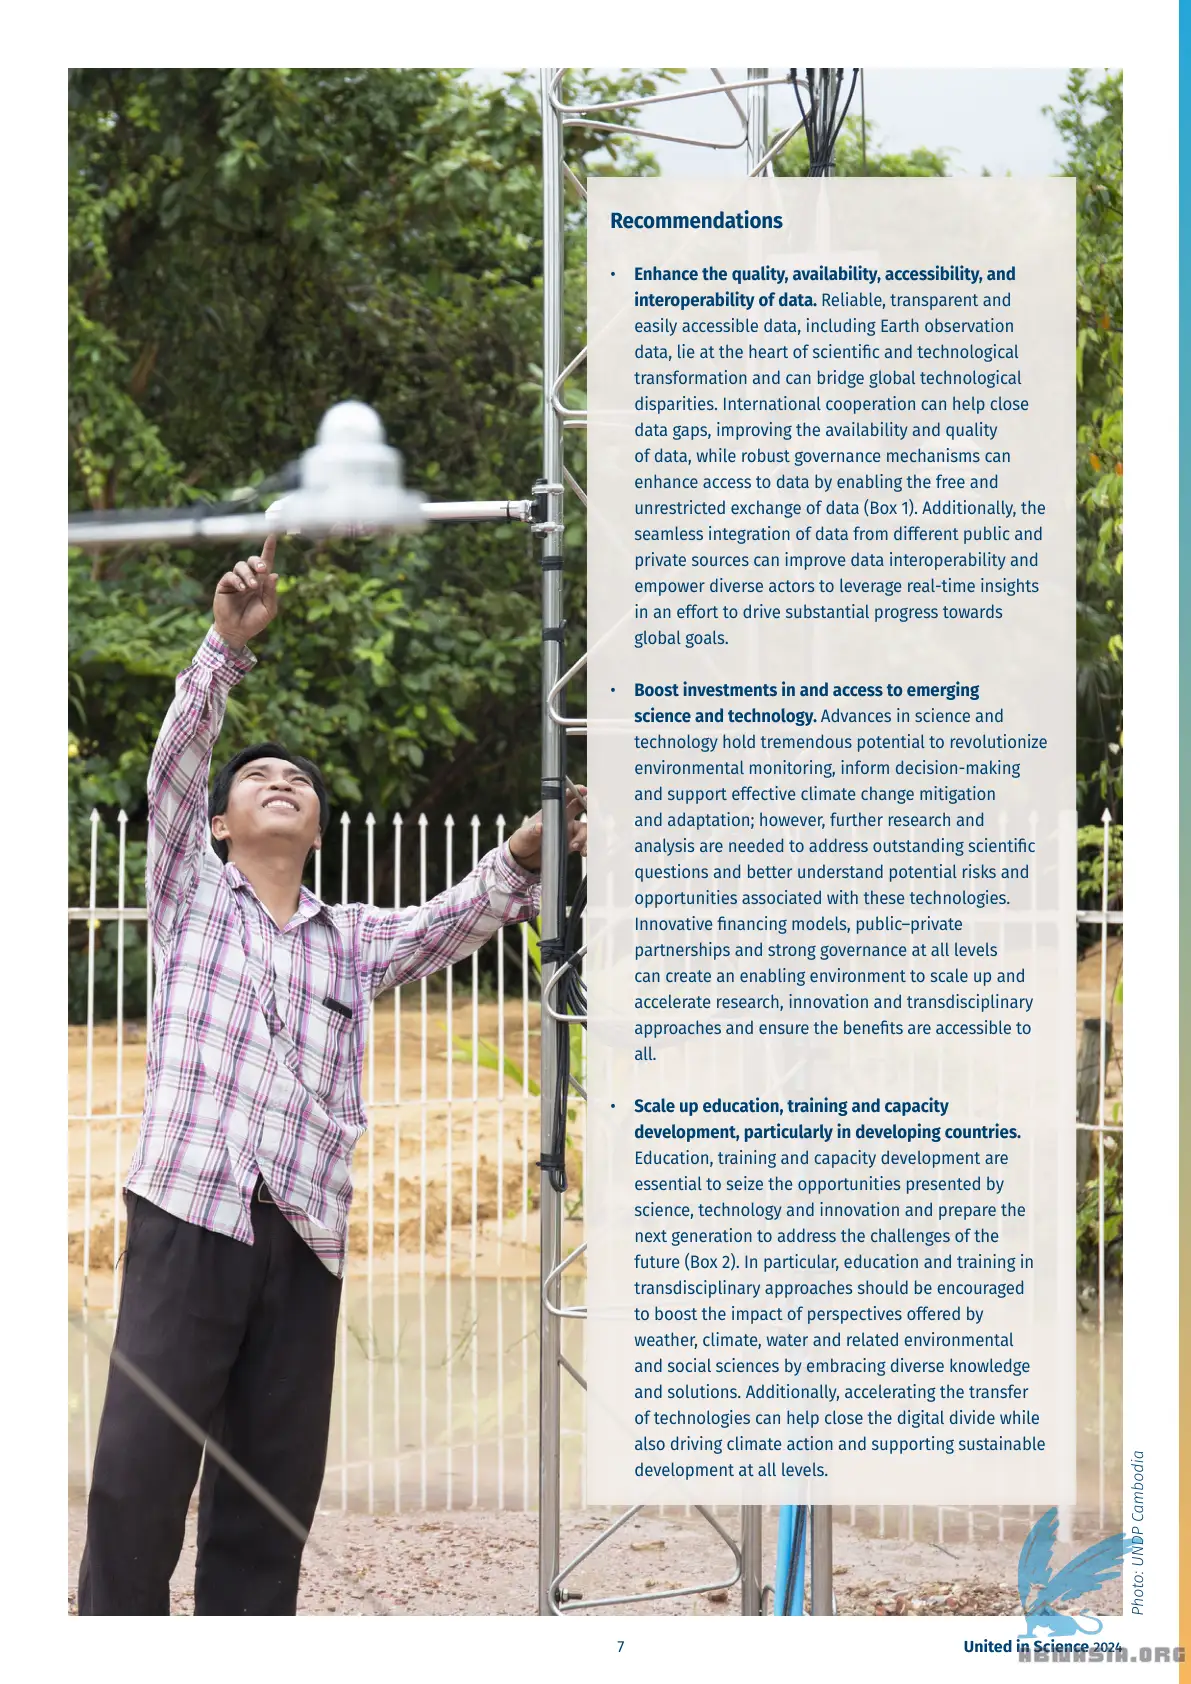 Recommendations
• Enhance the quality, availability, accessibility, and
interoperability of data. Reliable, transparent and
easily accessible data, including Earth observation
data, lie at the heart of scientific and technological
transformation and can bridge global technological
disparities. International cooperation can help close
data gaps, improving the availability and quality
of data, while robust governance mechanisms can
enhance access to data by enabling the free and
unrestricted exchange of data (Box 1). Additionally, the
seamless integration of data from different public and
private sources can improve data interoperability and
empower diverse actors to leverage real-time insights
in an effort to drive substantial progress towards
global goals.
• Boost investments in and access to emerging
science and technology. Advances in science and
technology hold tremendous potential to revolutionize
environmental monitoring, inform decision-making
and support effective climate change mitigation
and adaptation; however, further research and
analysis are needed to address outstanding scientific
questions and better understand potential risks and
opportunities associated with these technologies.
Innovative financing models, public–private
partnerships and strong governance at all levels
can create an enabling environment to scale up and
accelerate research, innovation and transdisciplinary
approaches and ensure the benefits are accessible to
all.
• Scale up education, training and capacity
development, particularly in developing countries.
Education, training and capacity development are
essential to seize the opportunities presented by
science, technology and innovation and prepare the
next generation to address the challenges of the
future (Box 2). In particular, education and training in
transdisciplinary approaches should be encouraged
to boost the impact of perspectives offered by
weather, climate, water and related environmental
and social sciences by embracing diverse knowledge
and solutions. Additionally, accelerating the transfer
of technologies can help close the digital divide while
also driving climate action and supporting sustainable
development at all levels.
Photo: UNDP Cambodia
7
United in Science 2024
ABINASIA.ORG